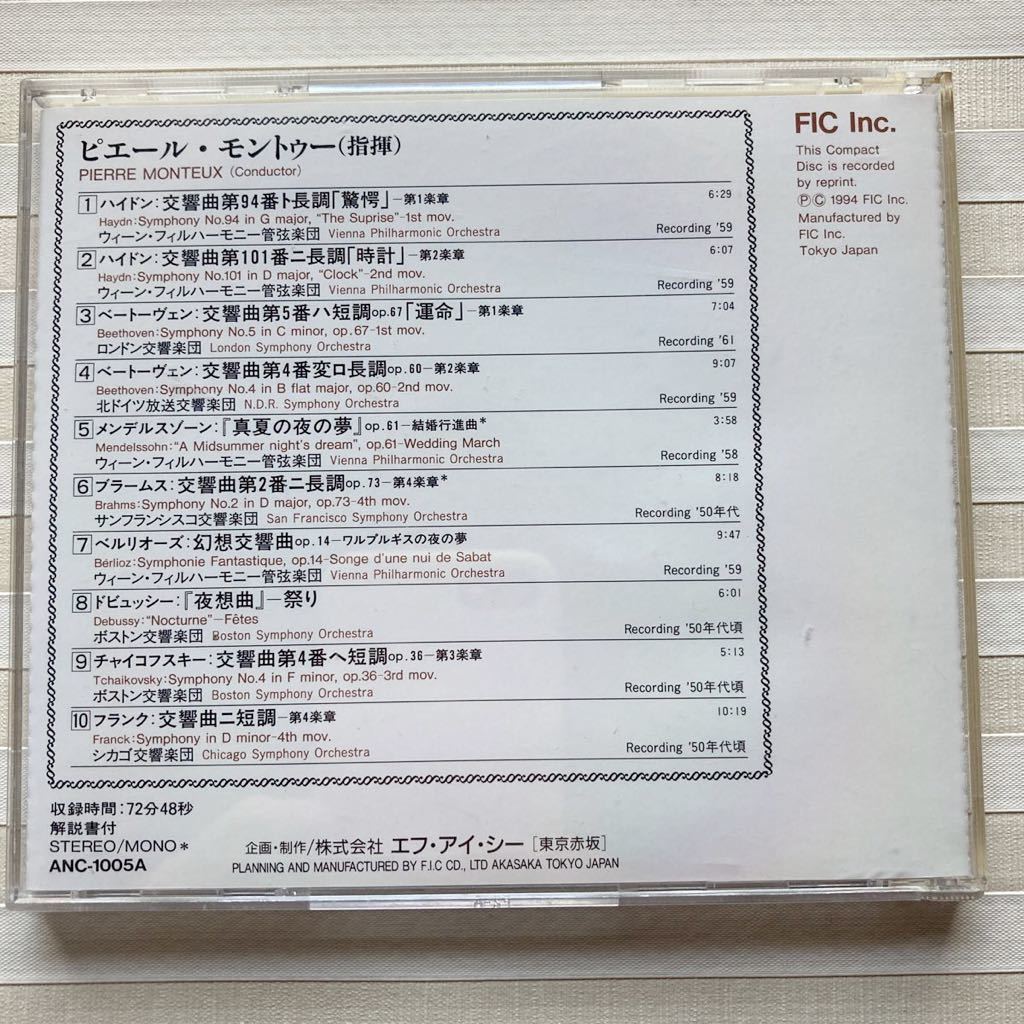 ピエール・モントゥー(指揮)
PIERRE MONTEUX (Conductor)
1 ハイドン:交響曲第94番ト長調「驚愕」—第1楽章 6:29
Haydn:Symphony No.94 in G major, “The Suprise”-1st mov.
ウィーン・フィルハーモニー管弦楽団 Vienna Philharmonic Orchestra Recording '59
2 ハイドン:交響曲第101番ニ長調「時計」—第2楽章 6:07
Haydn:Symphony No.101 in D major, “Clock”-2nd mov.
ウィーン・フィルハーモニー管弦楽団 Vienna Philharmonic Orchestra Recording '59
3 ベートーヴェン:交響曲第5番ハ短調op.67「運命」—第1楽章 7:04
Beethoven:Symphony No.5 in C minor, op.67-1st mov.
ロンドン交響楽団 London Symphony Orchestra Recording '61
4 ベートーヴェン:交響曲第4番変ロ長調op.60—第2楽章 9:07
Beethoven:Symphony No.4 in B flat major, op.60-2nd mov.
北ドイツ放送交響楽団 N.D.R. Symphony Orchestra Recording '59
5 メンデルスゾーン:『真夏の夜の夢』op.61—結婚行進曲* 3:58
Mendelssohn:“A Midsummer night's dream”, op.61-Wedding March
ウィーン・フィルハーモニー管弦楽団 Vienna Philharmonic Orchestra Recording '58
6 ブラームス:交響曲第2番ニ長調op.73—第4楽章* 8:18
Brahms:Symphony No.2 in D major, op.73-4th mov.
サンフランシスコ交響楽団 San Francisco Symphony Orchestra Recording '50年代
7 ベルリオーズ:幻想交響曲op.14—ワルプルギスの夜の夢 9:47
Bérlioz:Symphonie Fantastique, op.14-Songe d'une nui de Sabat
ウィーン・フィルハーモニー管弦楽団 Vienna Philharmonic Orchestra Recording '59
8 ドビュッシー:『夜想曲』—祭り 6:01
Debussy:“Nocturne”—Fêtes
ボストン交響楽団 Boston Symphony Orchestra Recording '50年代頃
9 チャイコフスキー:交響曲第4番ヘ短調op.36—第3楽章 5:13
Tchaikovsky:Symphony No.4 in F minor, op.36-3rd mov.
ボストン交響楽団 Boston Symphony Orchestra Recording '50年代頃
10 フランク:交響曲ニ短調—第4楽章 10:19
Franck:Symphony in D minor-4th mov.
シカゴ交響楽団 Chicago Symphony Orchestra Recording '50年代頃
収録時間:72分48秒
解説書付
STEREO/MONO*
ANC-1005A
企画・制作/株式会社 エフ・アイ・シー [東京赤坂]
PLANNING AND MANUFACTURED BY F.I.C CD., LTD AKASAKA TOKYO JAPAN
FIC Inc.
This Compact
Disc is recorded
by reprint.
Ⓟ Ⓒ 1994 FIC Inc.
Manufactured by
FIC Inc.
Tokyo Japan